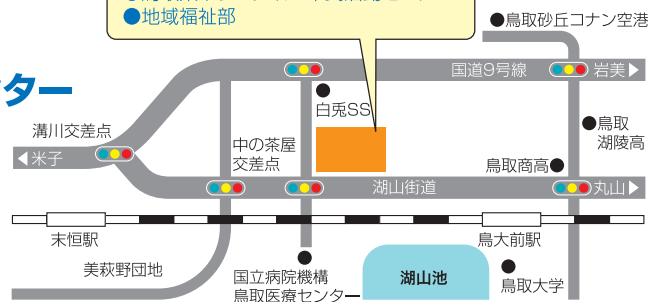 ●地域福祉部
●鳥取砂丘コナン空港
国道9号線
岩美▶
ター
白兎SS
溝川交差点
◀米子
中の茶屋
交差点
●鳥取
湖陵高
鳥取商高●
湖山街道
丸山▶
末恒駅
鳥大前駅
美萩野団地
国立病院機構
鳥取医療センター
湖山池
鳥取大学